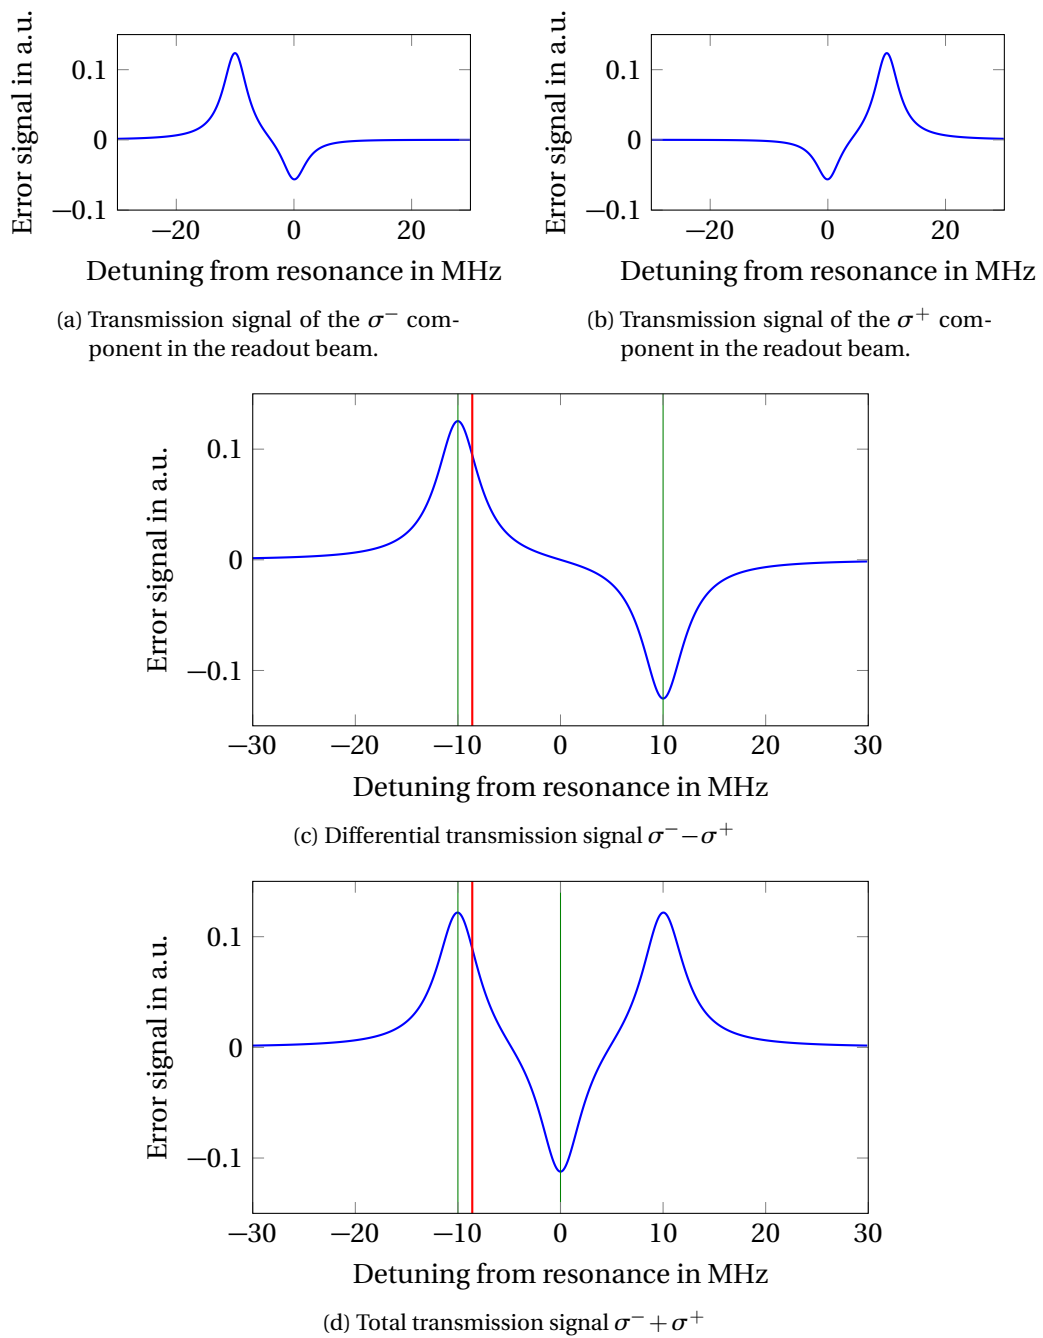 Error signal in a.u.
0.1
0
−0.1
−20
0
20
Detuning from resonance in MHz
(a) Transmission signal of the σ− com-
ponent in the readout beam.
Error signal in a.u.
0.1
0
−0.1
−20
0
20
Detuning from resonance in MHz
(b) Transmission signal of the σ+ com-
ponent in the readout beam.
Error signal in a.u.
0.1
0
−0.1
−30
−20
−10
0
10
20
30
Detuning from resonance in MHz
(c) Differential transmission signal σ− − σ+
Error signal in a.u.
0.1
0
−0.1
−30
−20
−10
0
10
20
30
Detuning from resonance in MHz
(d) Total transmission signal σ− + σ+